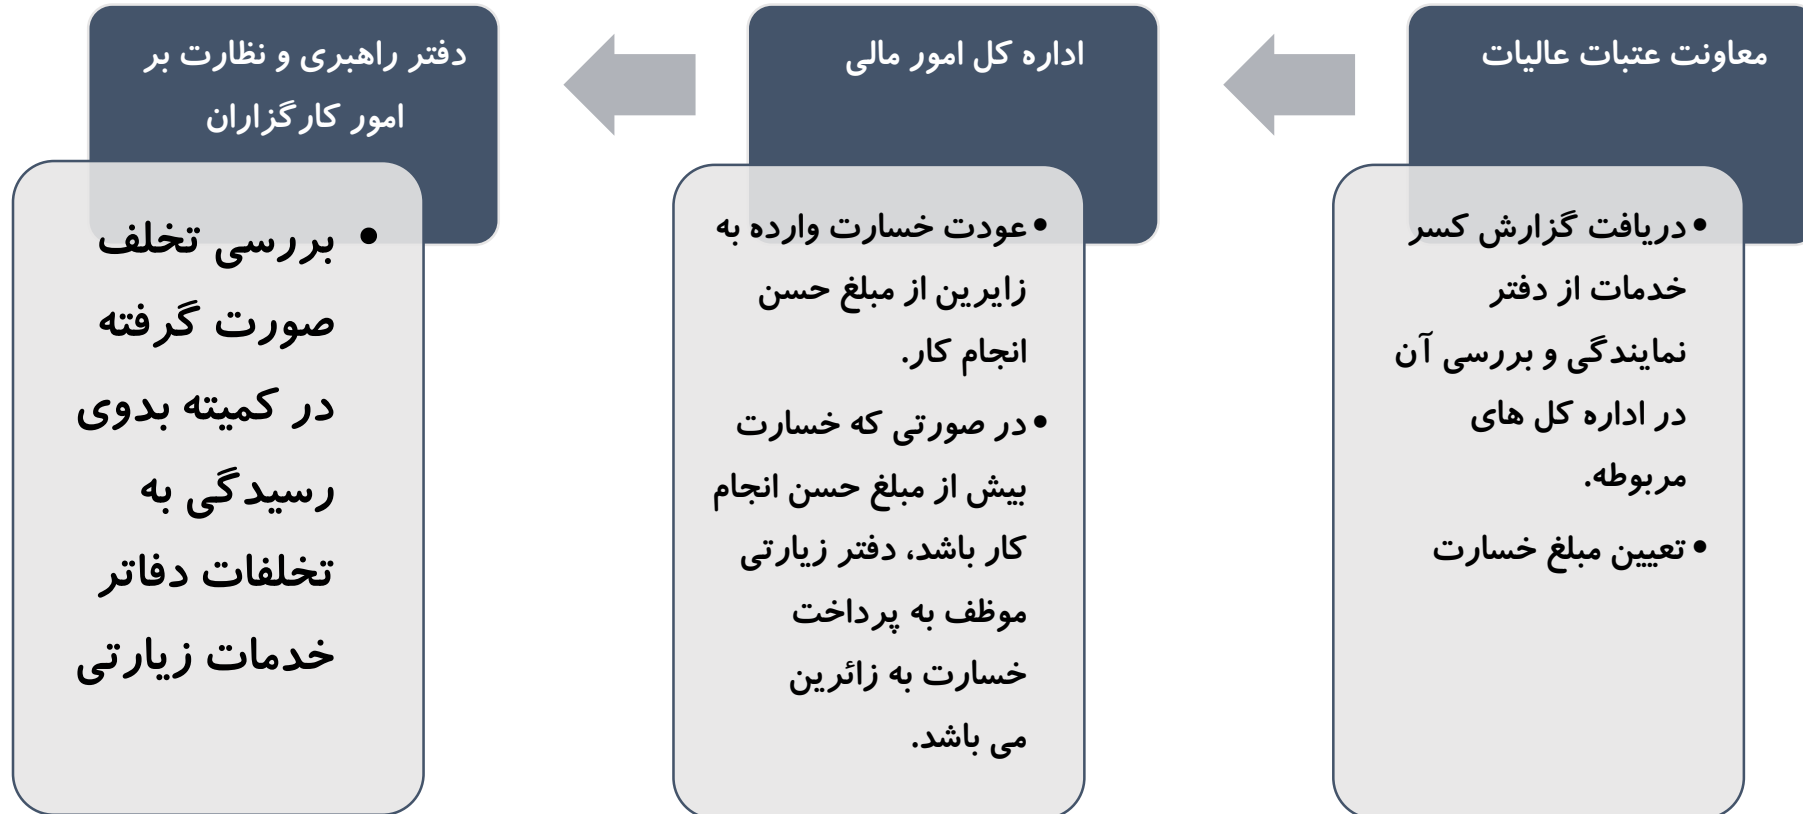 معاونت عتبات عالیات
•دریافت گزارش کسر
خدمات از دفتر
نمایندگی و بررسی آن
در اداره کل های
مربوطه.
•تعیین مبلغ خسارت
اداره کل امور مالی
•عودت خسارت وارده به
زایرین از مبلغ حسن
انجام کار.
•در صورتی که خسارت
بیش از مبلغ حسن انجام
کار باشد، دفتر زیارتی
موظف به پرداخت
خسارت به زائرین
می باشد.
دفتر راهبری و نظارت بر
امور کارگزاران
• بررسی تخلف
صورت گرفته
در کمیته بدوی
رسیدگی به
تخلفات دفاتر
خدمات زیارتی